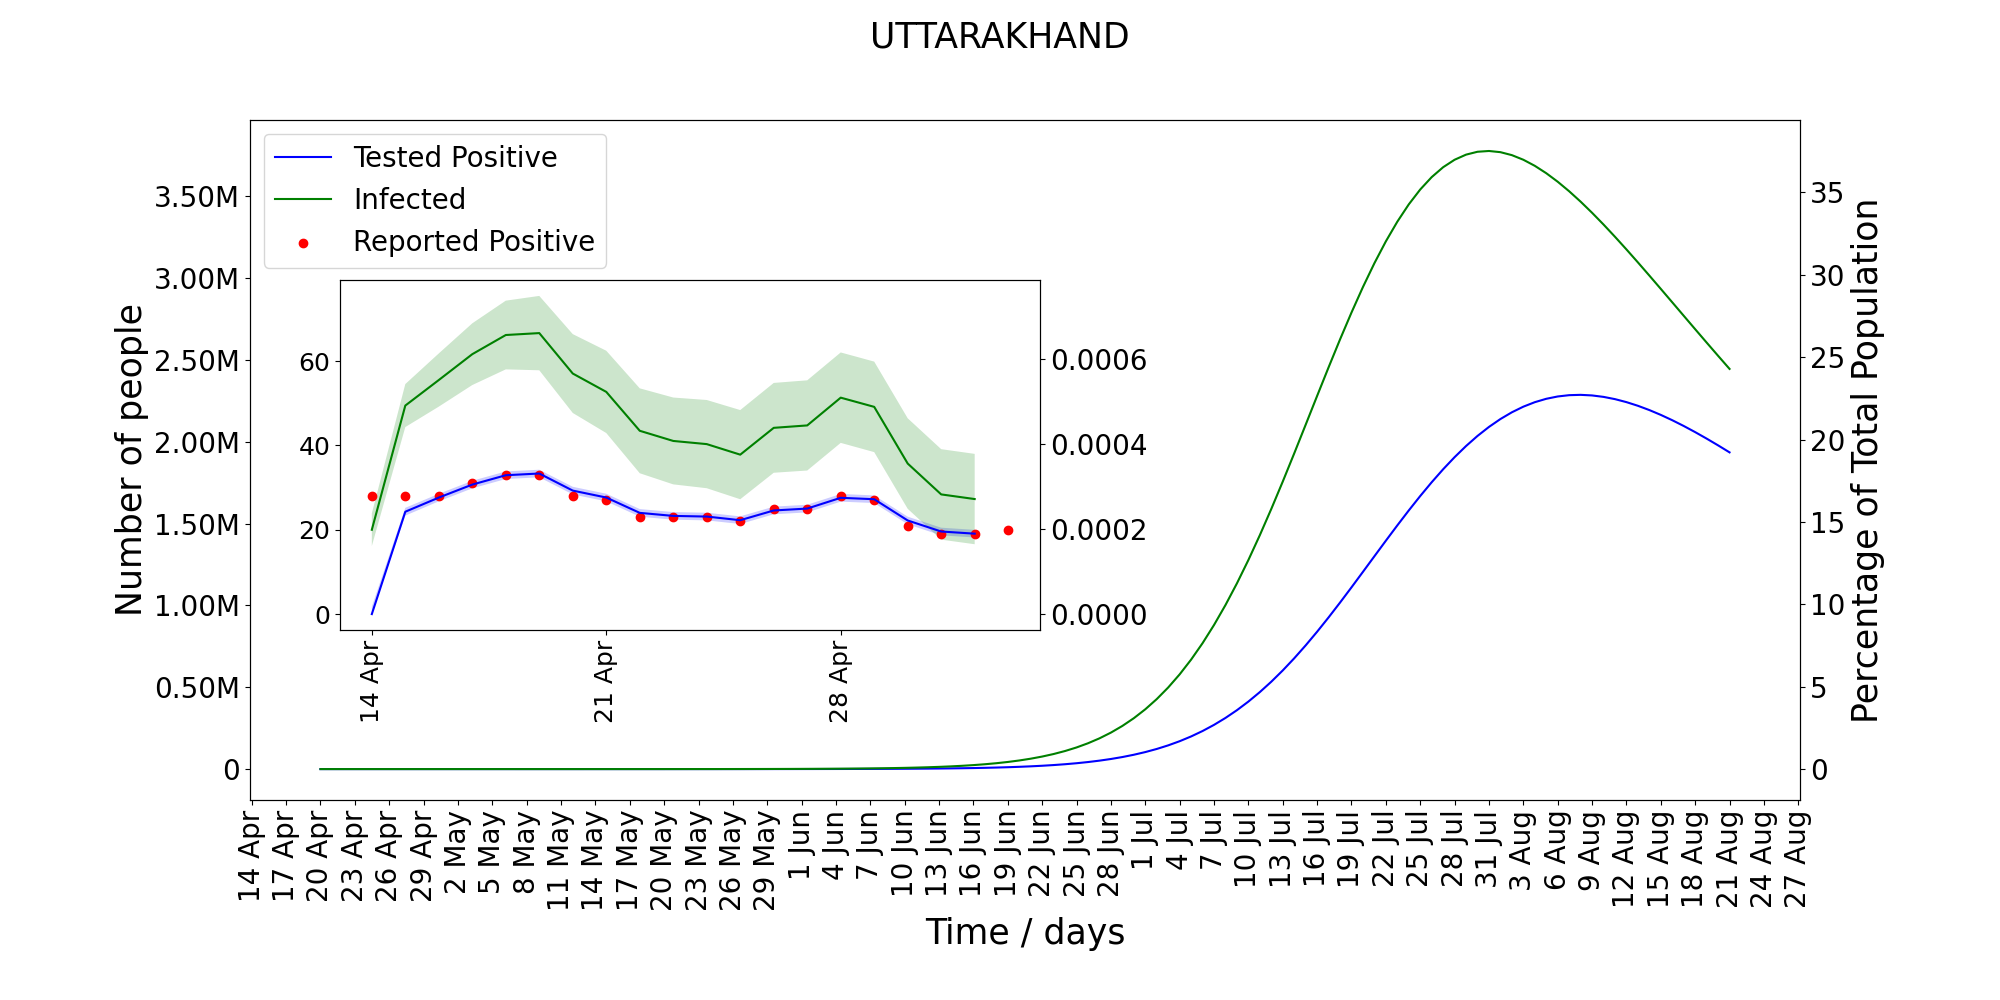 UTTARAKHAND
Tested Positive
Infected
Reported Positive
Number of people
3.50M
3.00M
2.50M
2.00M
1.50M
1.00M
0.50M
0
60
40
20
0
0.0006
0.0004
0.0002
0.0000
14 Apr
21 Apr
28 Apr
35
30
25
20
15
10
5
0
Percentage of Total Population
14 Apr
17 Apr
20 Apr
23 Apr
26 Apr
29 Apr
2 May
5 May
8 May
11 May
14 May
17 May
20 May
23 May
26 May
29 May
1 Jun
4 Jun
7 Jun
10 Jun
13 Jun
16 Jun
19 Jun
22 Jun
25 Jun
28 Jun
1 Jul
4 Jul
7 Jul
10 Jul
13 Jul
16 Jul
19 Jul
22 Jul
25 Jul
28 Jul
31 Jul
3 Aug
6 Aug
9 Aug
12 Aug
15 Aug
18 Aug
21 Aug
24 Aug
27 Aug
Time / days